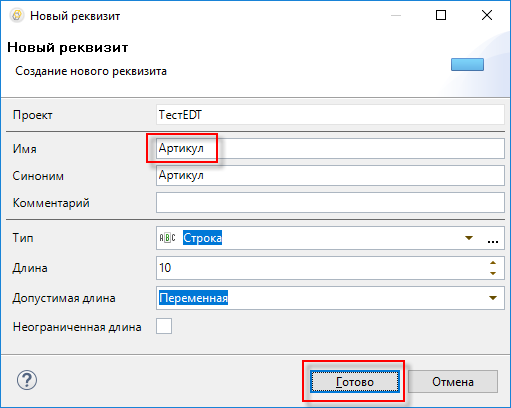 Новый реквизит
Новый реквизит
Создание нового реквизита
Проект ТестEDT
Имя Артикул
Синоним Артикул
Комментарий
Тип ABC Строка ...
Длина 10
Допустимая длина Переменная
Неограниченная длина
? Готово Отмена